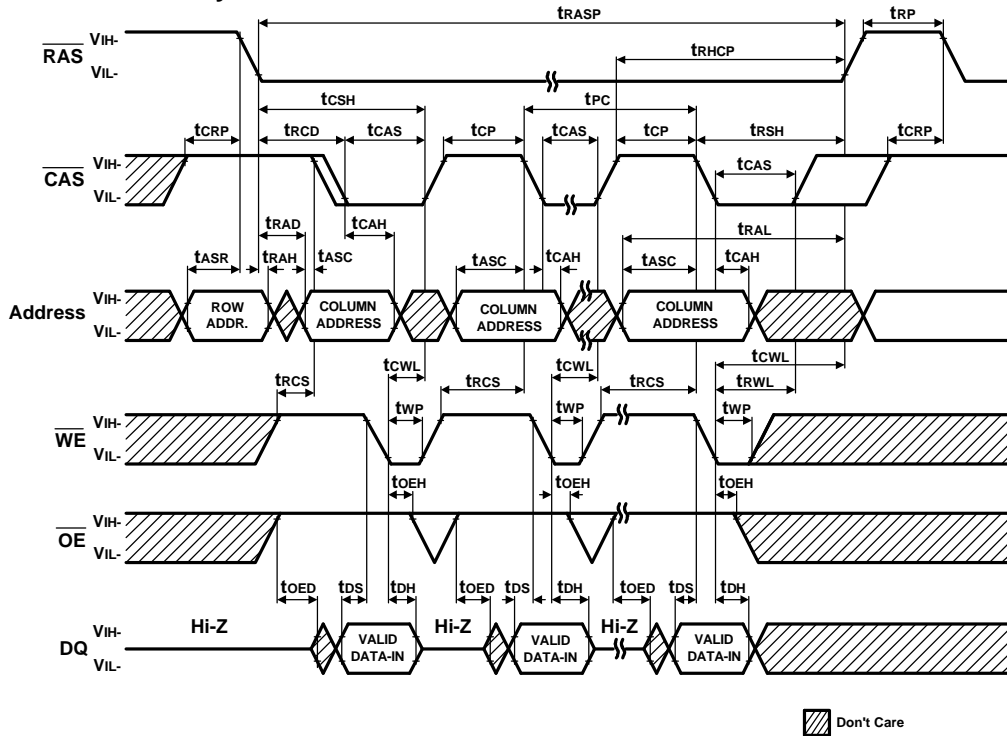 tRASP tRP
RAS VIH-
VIL-
tRHCP
tCSH tPC
tCRP tRCD tCAS tCP tCAS tCP tRSH tCRP
CAS VIH-
VIL-
tCAS
tRAD tCAH tRAL
tASR tRAH tASC tASC tCAH tASC tCAH
Address VIH-
VIL-
ROW ADDR.
COLUMN ADDRESS
COLUMN ADDRESS
COLUMN ADDRESS
tCWL tCWL tCWL
tRCS tRCS tRCS tRWL
tWP tWP tWP
WE VIH-
VIL-
tOEH tOEH tOEH
OE VIH-
VIL-
tOED tDS tDH tOED tDS tDH tOED tDS tDH
DQ VIH-
VIL-
Hi-Z
VALID DATA-IN
Hi-Z
VALID DATA-IN
Hi-Z
VALID DATA-IN
Don't Care